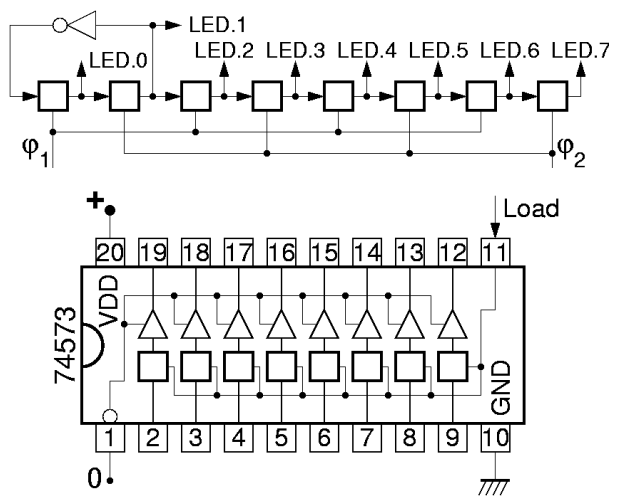 LED.1
LED.0 LED.2 LED.3 LED.4 LED.5 LED.6 LED.7
φ1 φ2
+ Load
20 19 18 17 16 15 14 13 12 11
74573 VDD GND
1 2 3 4 5 6 7 8 9 10
0